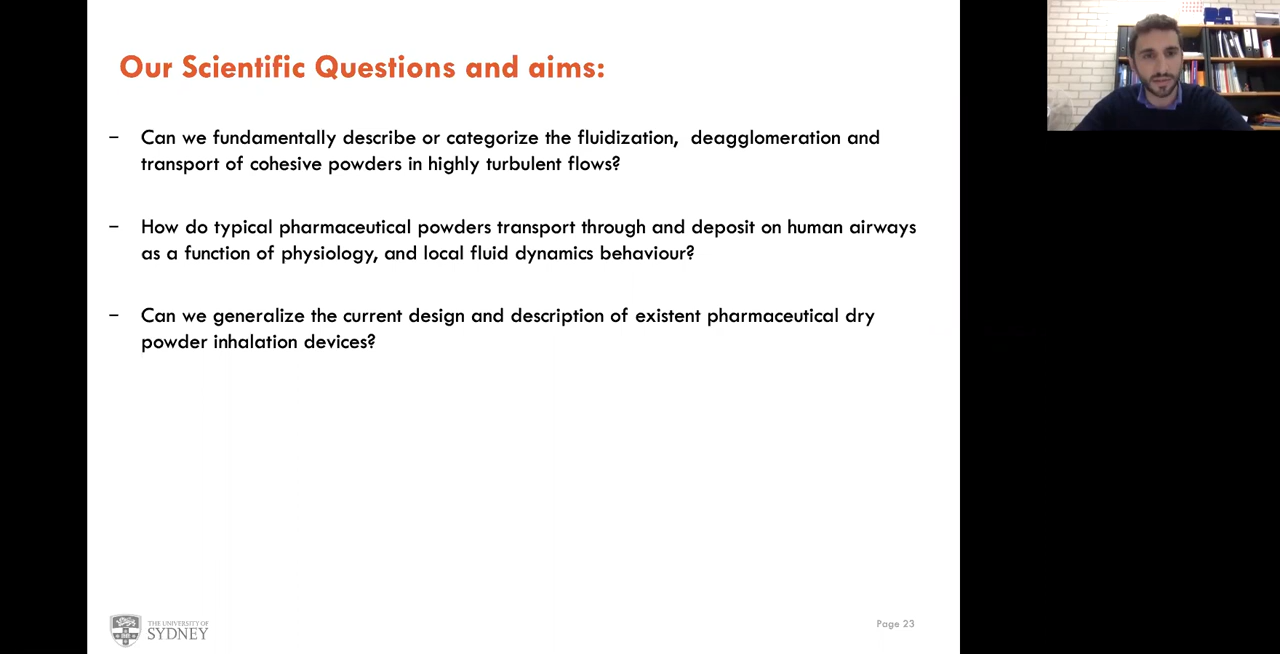 Our Scientific Questions and aims:
– Can we fundamentally describe or categorize the fluidization,  deagglomeration and
transport of cohesive powders in highly turbulent flows?
– How do typical pharmaceutical powders transport through and deposit on human airways
as a function of physiology, and local fluid dynamics behaviour?
– Can we generalize the current design and description of existent pharmaceutical dry
powder inhalation devices?
THE UNIVERSITY OF
SYDNEY
Page 23